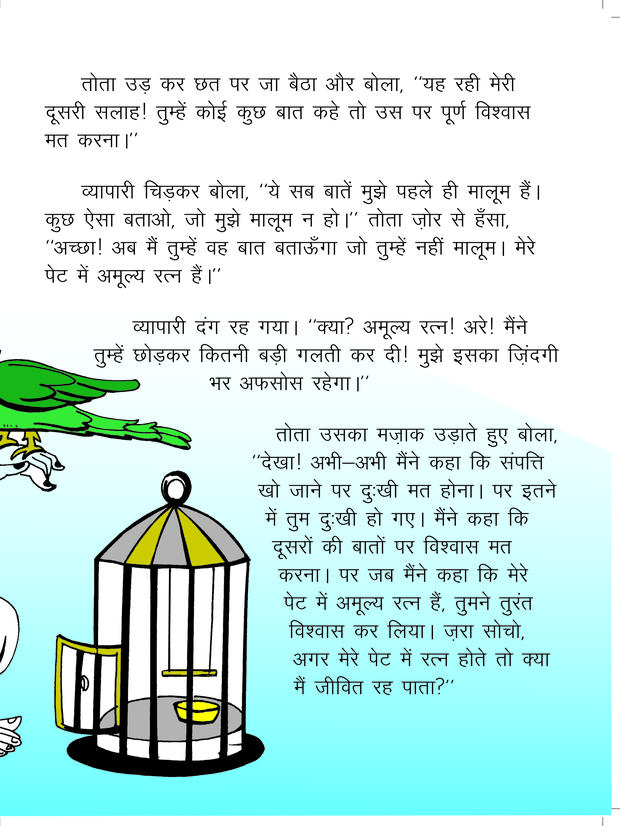 तोता उड़ कर छत पर जा बैठा और बोला, ‘‘यह रही मेरी
दूसरी सलाह! तुम्हें कोई कुछ बात कहे तो उस पर पूर्ण विश्वास
मत करना।’’
व्यापारी चिड़कर बोला, ‘‘ये सब बातें मुझे पहले ही मालूम हैं।
कुछ ऐसा बताओ, जो मुझे मालूम न हो।’’ तोता ज़ोर से हँसा,
‘‘अच्छा! अब मैं तुम्हें वह बात बताऊँगा जो तुम्हें नहीं मालूम। मेरे
पेट में अमूल्य रत्न हैं।’’
व्यापारी दंग रह गया। ‘‘क्या? अमूल्य रत्न! अरे! मैंने
तुम्हें छोड़कर कितनी बड़ी गलती कर दी! मुझे इसका ज़िंदगी
भर अफसोस रहेगा।’’
तोता उसका मज़ाक उड़ाते हुए बोला,
‘‘देखा! अभी–अभी मैंने कहा कि संपत्ति
खो जाने पर दुःखी मत होना। पर इतने
में तुम दुःखी हो गए। मैंने कहा कि
दूसरों की बातों पर विश्वास मत
करना। पर जब मैंने कहा कि मेरे
पेट में अमूल्य रत्न हैं, तुमने तुरंत
विश्वास कर लिया। ज़रा सोचो,
अगर मेरे पेट में रत्न होते तो क्या
मैं जीवित रह पाता?’’